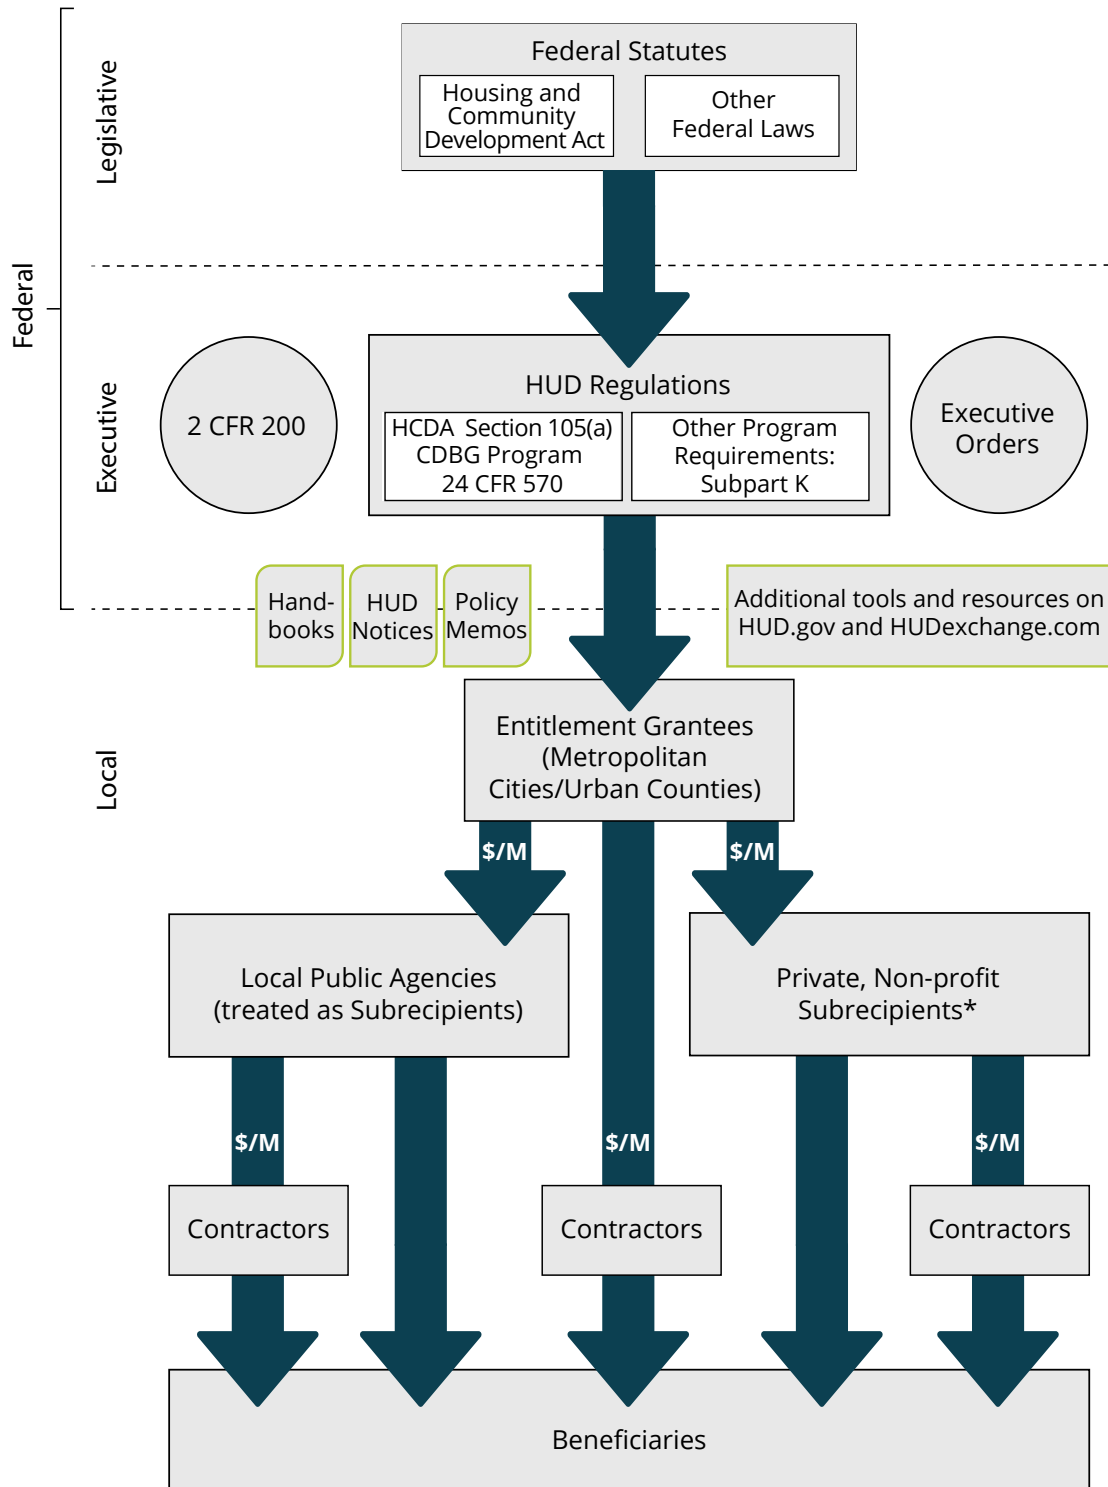 Federal
Legislative
Federal Statutes
Housing and
Community
Development Act
Other
Federal Laws
Executive
2 CFR 200
HUD Regulations
HCDA Section 105(a)
CDBG Program
24 CFR 570
Other Program
Requirements:
Subpart K
Executive
Orders
Hand-
books
HUD
Notices
Policy
Memos
Additional tools and resources on
HUD.gov and HUDexchange.com
Local
Entitlement Grantees
(Metropolitan
Cities/Urban Counties)
$/M
$/M
Local Public Agencies
(treated as Subrecipients)
Private, Non-profit
Subrecipients*
$/M
$/M
$/M
Contractors
Contractors
Contractors
Beneficiaries